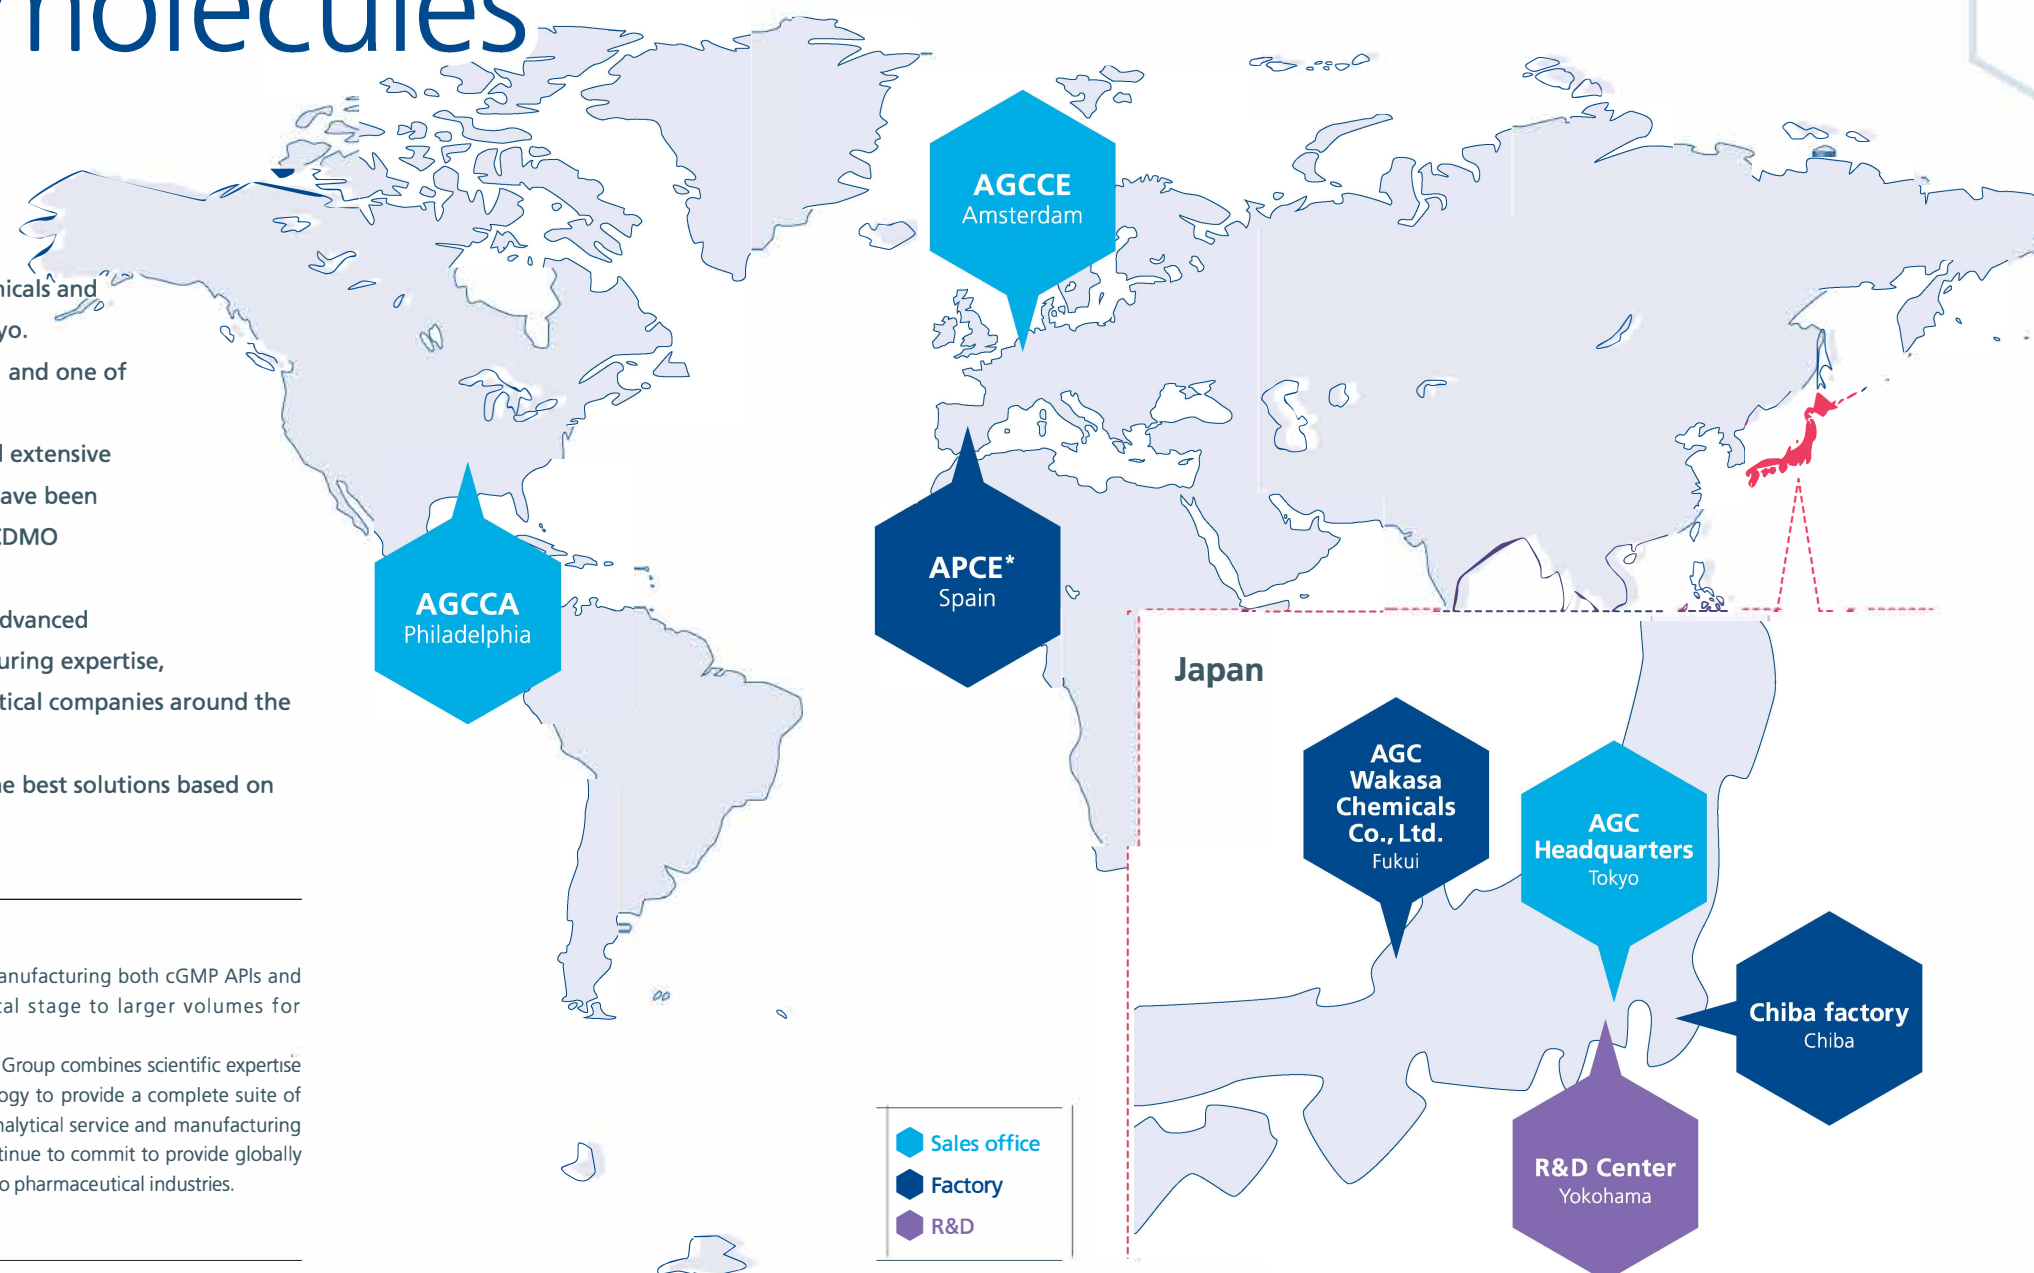 molecules
nicals and
yo.
and one of
extensive
ave been
CDMO
dvanced
uring expertise,
tical companies around the
ne best solutions based on
anufacturing both cGMP APIs and
cal stage to larger volumes for
Group combines scientific expertise
ogy to provide a complete suite of
nalytical service and manufacturing
tinue to commit to provide globally
o pharmaceutical industries.
AGCCE
Amsterdam
AGCCA
Philadelphia
APCE*
Spain
Japan
AGC
Wakasa
Chemicals
Co., Ltd.
Fukui
AGC
Headquarters
Tokyo
Chiba factory
Chiba
R&D Center
Yokohama
Sales office
Factory
R&D